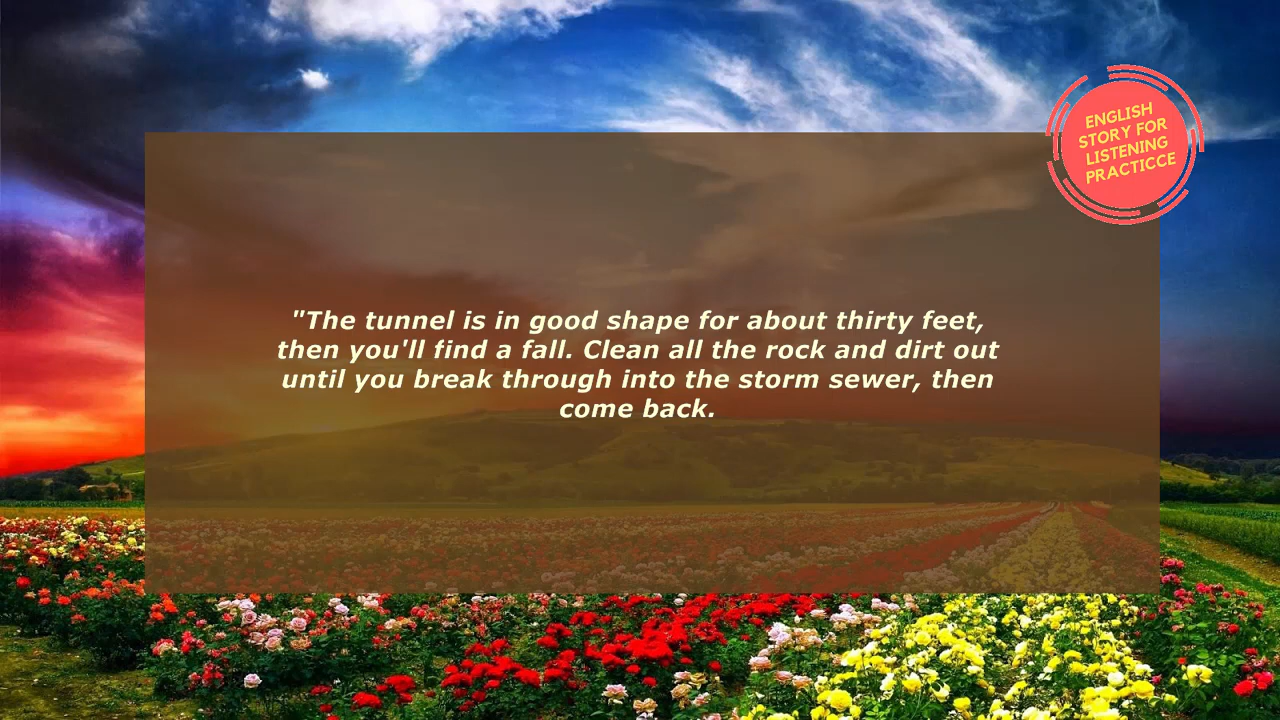 ENGLISH
STORY FOR
LISTENING
PRACTICCE
"The tunnel is in good shape for about thirty feet,
then you'll find a fall. Clean all the rock and dirt out
until you break through into the storm sewer, then
come back.